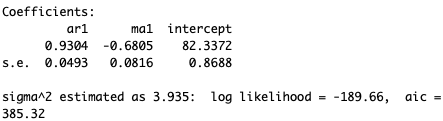 Coefficients:
ar1 ma1 intercept
0.9304 -0.6805 82.3372
s.e. 0.0493 0.0816 0.8688
sigma^2 estimated as 3.935: log likelihood = -189.66, aic =
385.32